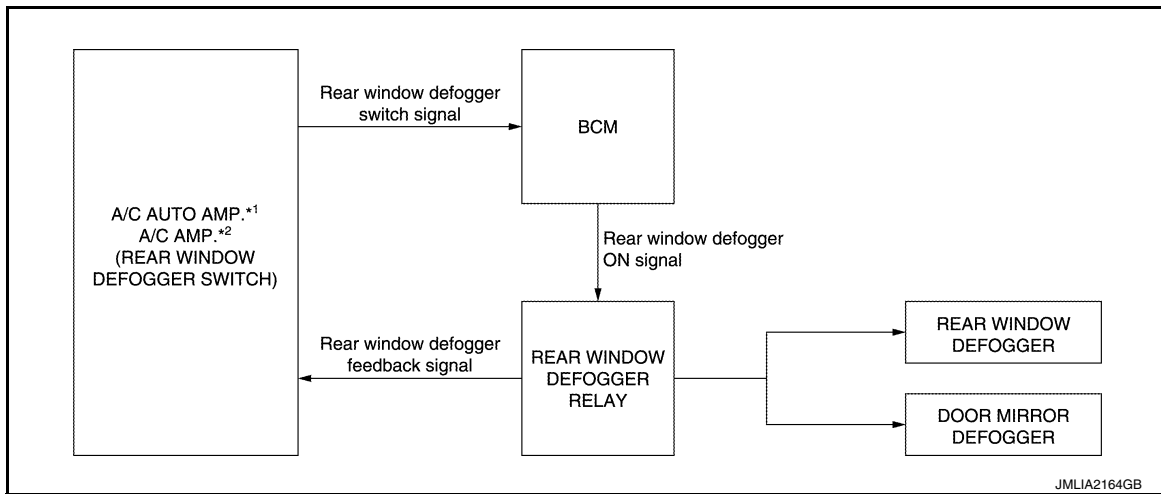 A/C AUTO AMP.*1
A/C AMP.*2
(REAR WINDOW
DEFOGGER SWITCH)
Rear window defogger
switch signal
BCM
Rear window defogger
ON signal
Rear window defogger
feedback signal
REAR WINDOW
DEFOGGER
RELAY
REAR WINDOW
DEFOGGER
DOOR MIRROR
DEFOGGER
JMLIA2164GB